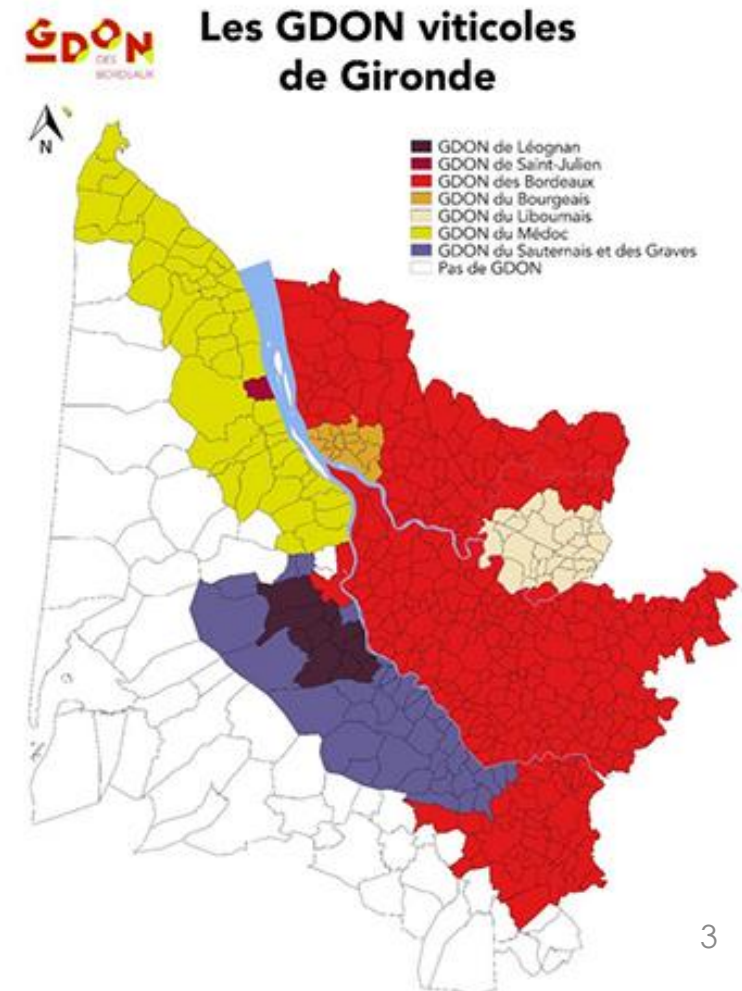 GDON
DES
BORDEAUX
Les GDON viticoles
de Gironde
N
GDON de Léognan
GDON de Saint-Julien
GDON des Bordeaux
GDON du Bourgeais
GDON du Libournais
GDON du Médoc
GDON du Sauternais et des Graves
Pas de GDON
3